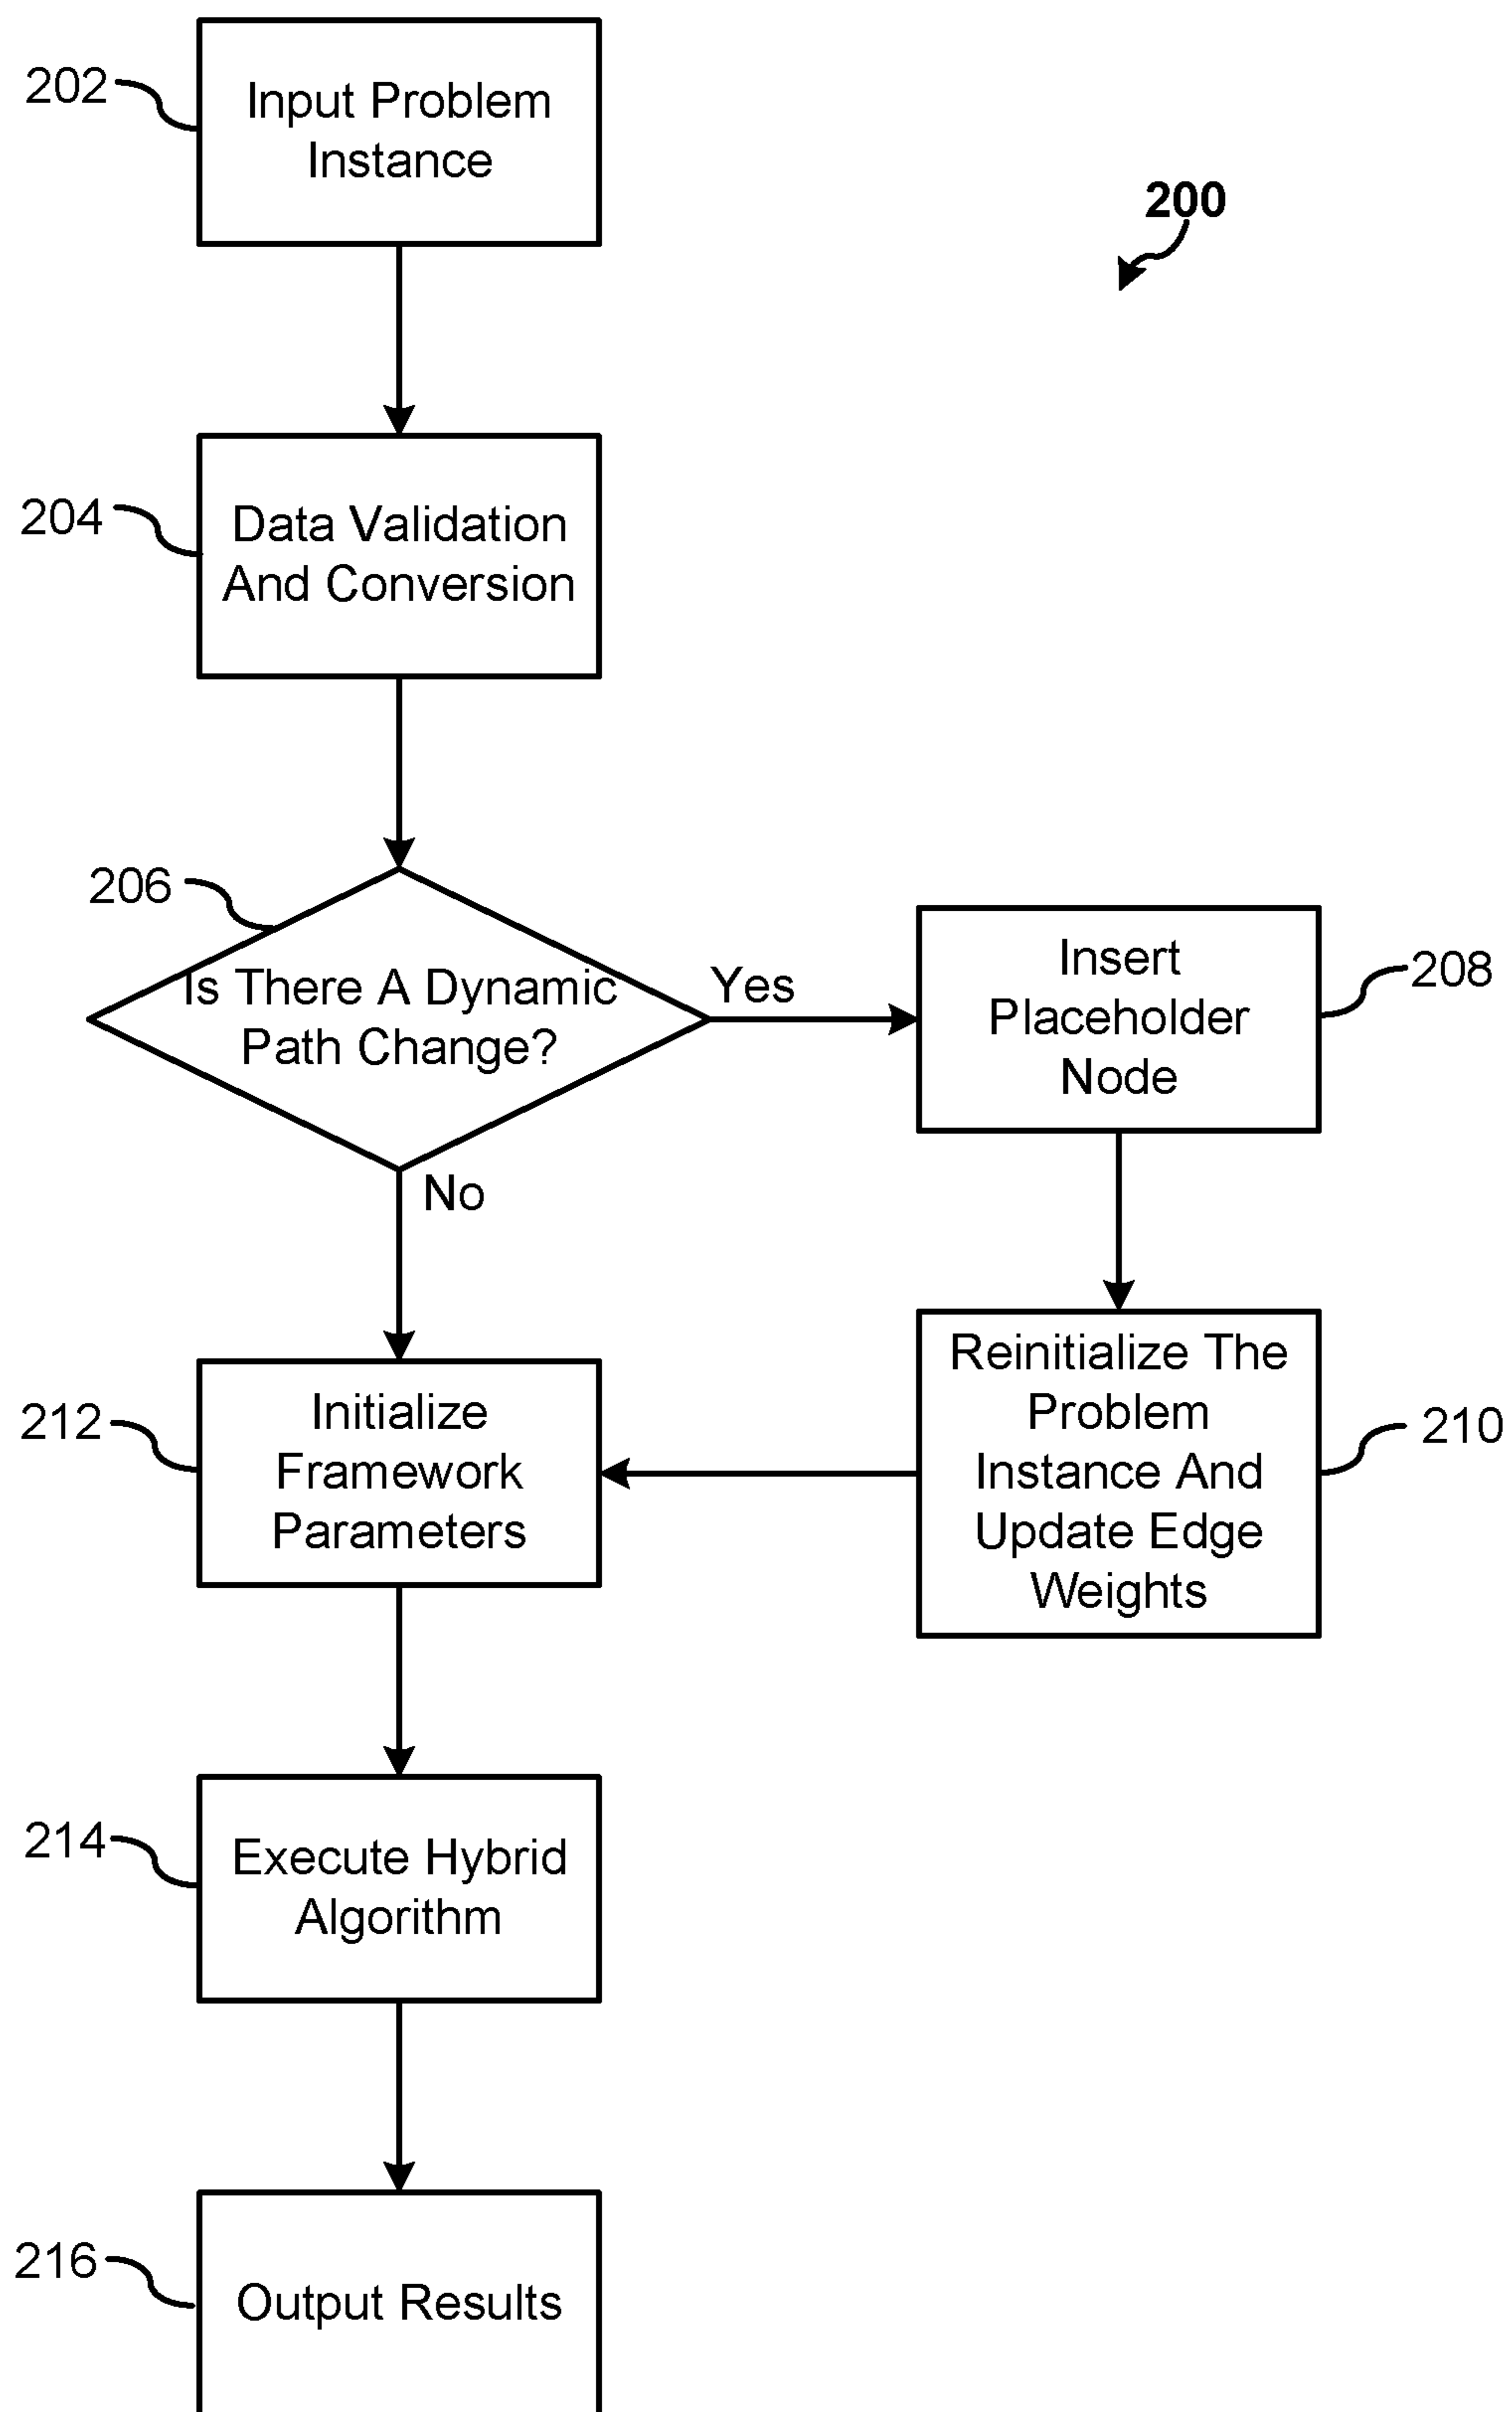 202
Input Problem
Instance
200
204
Data Validation
And Conversion
206
Is There A Dynamic
Path Change?
Yes
No
Insert
Placeholder
Node
208
Reinitialize The
Problem
Instance And
Update Edge
Weights
210
212
Initialize
Framework
Parameters
214
Execute Hybrid
Algorithm
216
Output Results